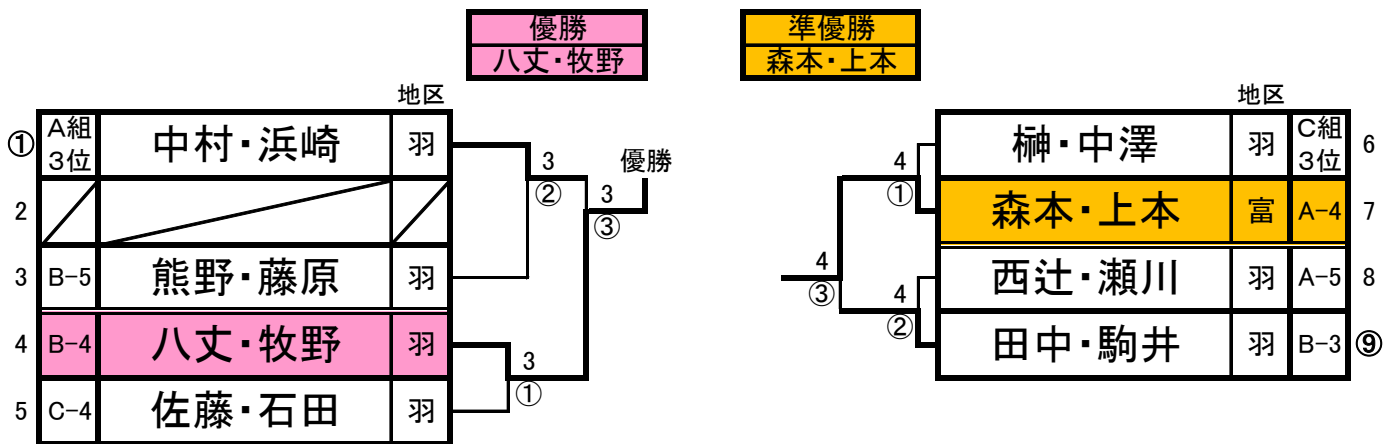 優勝
八丈・牧野
準優勝
森本・上本
地区
① A組3位 中村・浜崎 羽
2
3 B-5 熊野・藤原 羽
4 B-4 八丈・牧野 羽
5 C-4 佐藤・石田 羽
3
②
3
①
3
③
優勝
地区
榊・中澤 羽 C組3位 6
森本・上本 富 A-4 7
西辻・瀬川 羽 A-5 8
田中・駒井 羽 B-3 ⑨
4
①
4
②
4
③